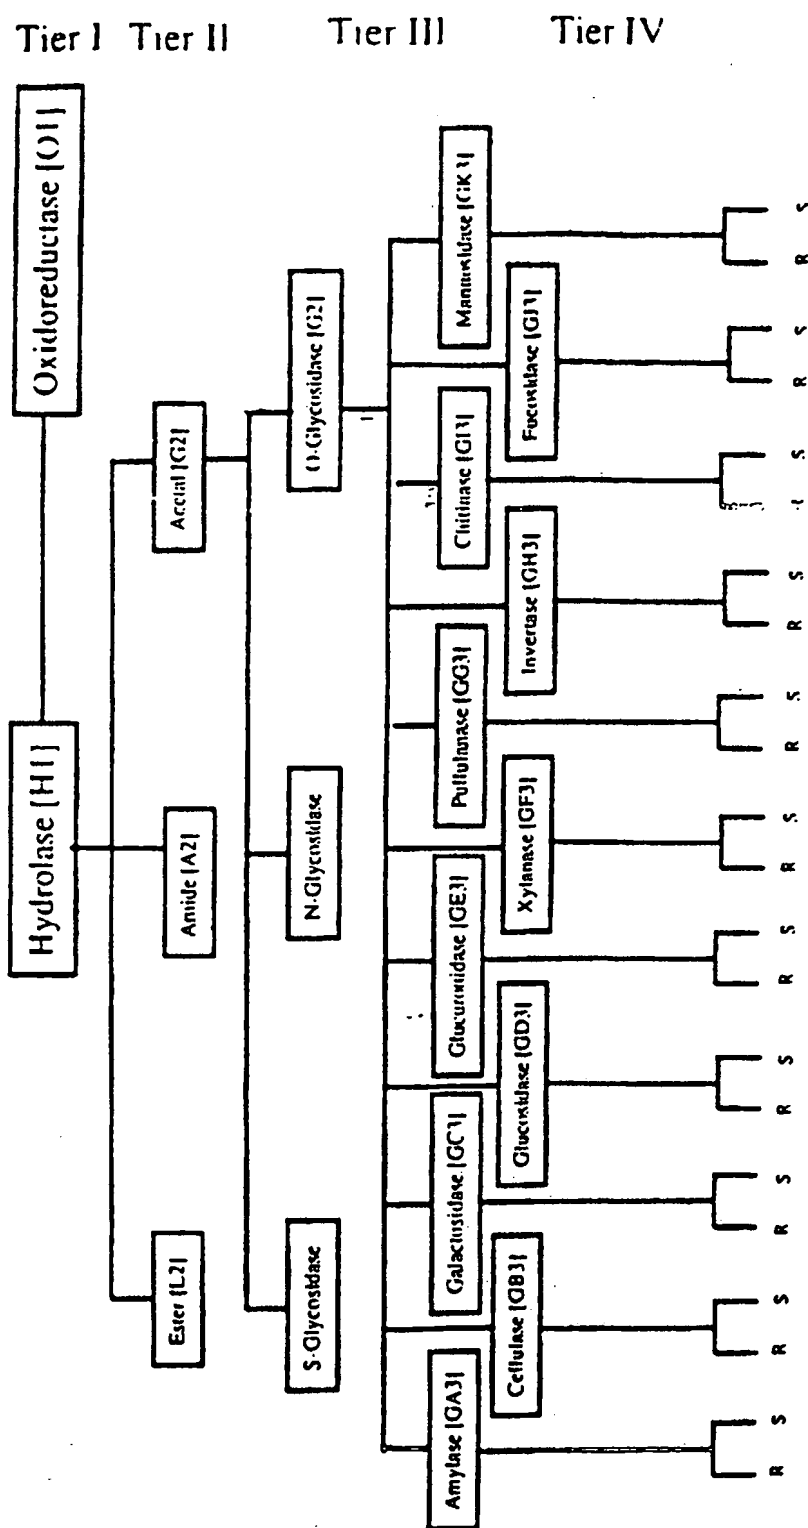 Tier I
Tier II
Tier III
Tier IV
Hydrolase [H1]
Oxidoreductase [O1]
Ester [L2]
Amide [A2]
Acetal [G2]
S-Glycosidase
N-Glycosidase
O-Glycosidase [G2]
Amylase [GA3]
Cellulase [GB3]
Galactosidase [GC3]
Glucosidase [GD3]
Glucuronidase [GE3]
Xylanase [GF3]
Pullulanase [GG3]
Invertase [GH3]
Chitinase [GI3]
Fucosidase [GJ3]
Mannosidase [GK3]
R S
R S
R S
R S
R S
R S
R S
R S
S
R S
R S